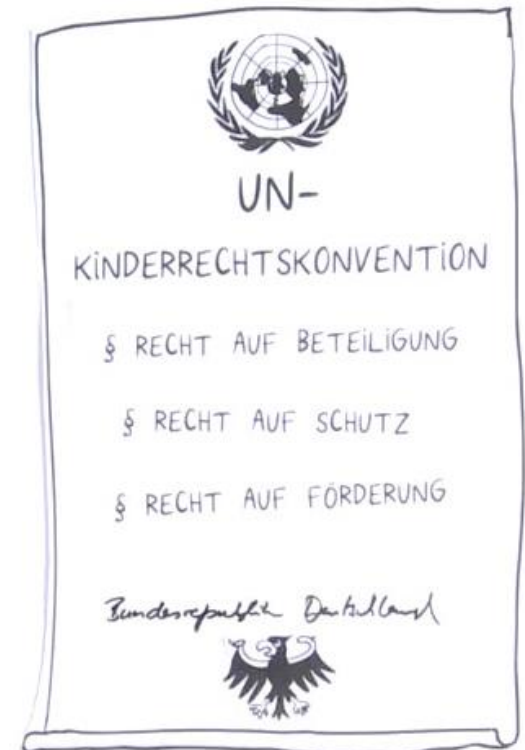 UN-
KINDERRECHTSKONVENTION
§ RECHT AUF BETEILIGUNG
§ RECHT AUF SCHUTZ
§ RECHT AUF FÖRDERUNG
Bundesrepublik Deutschland